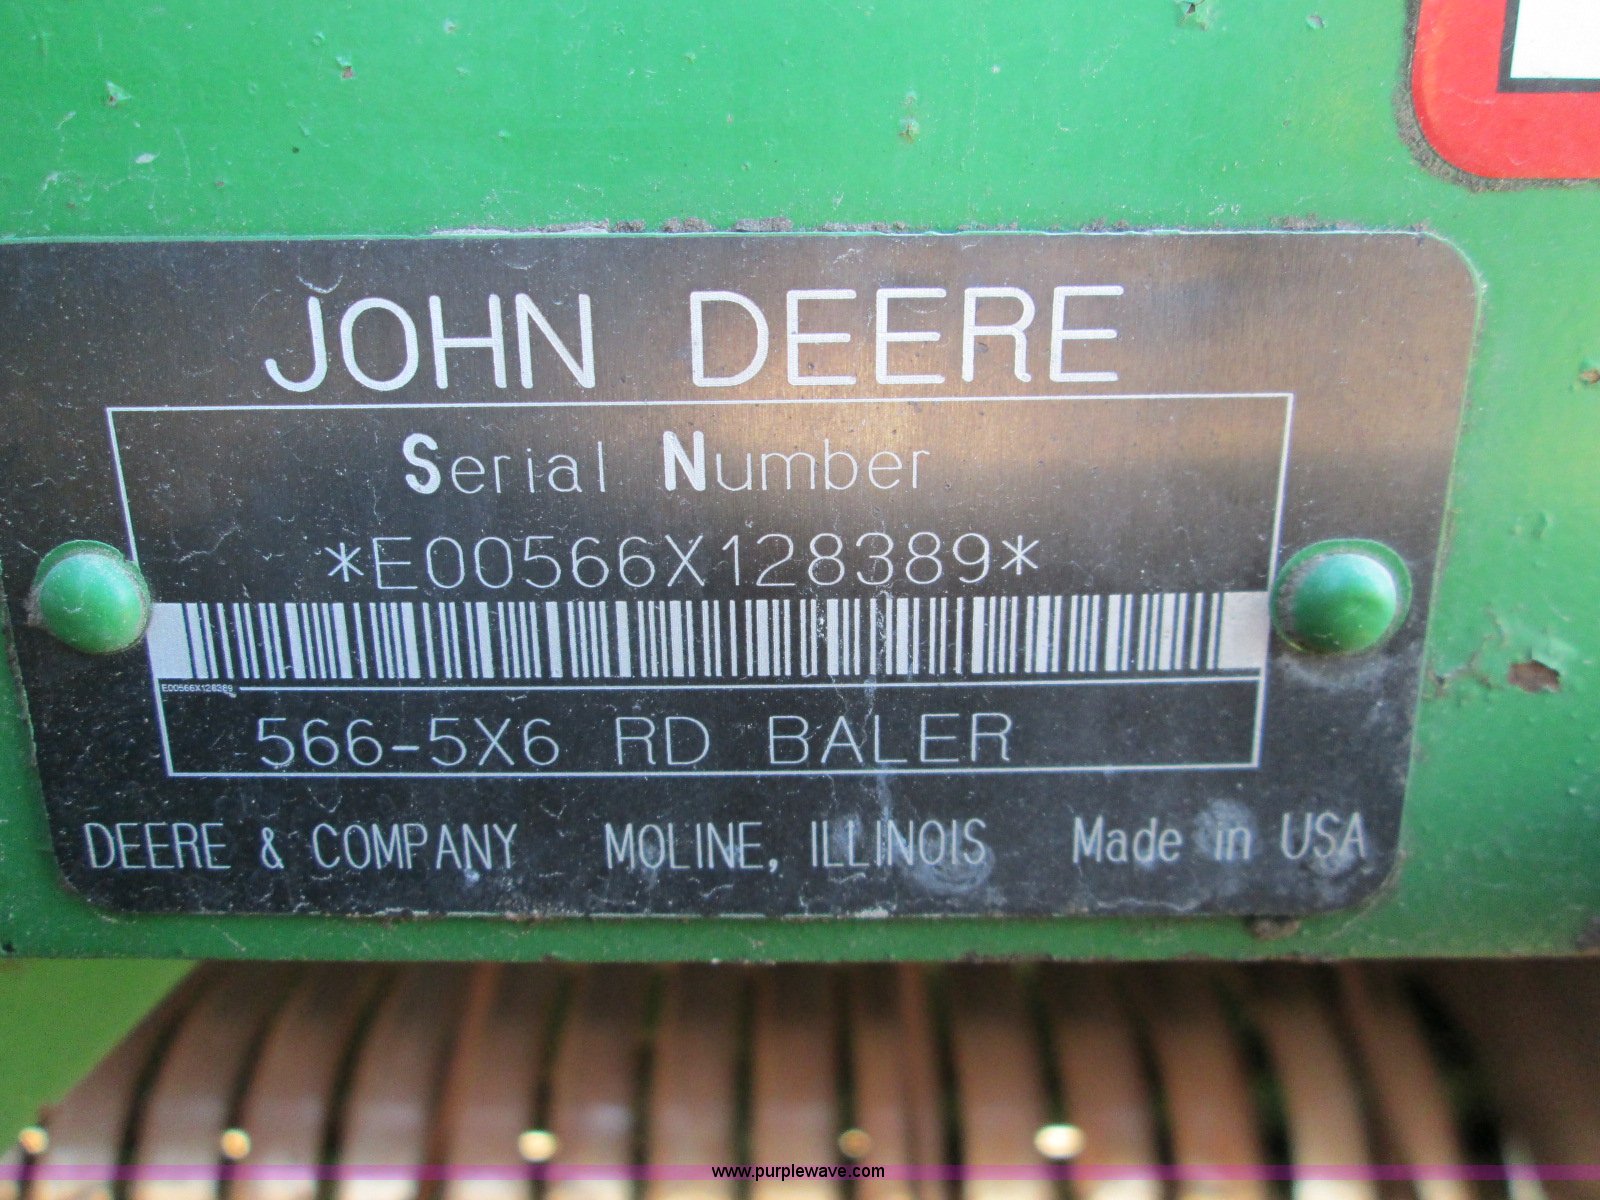 JOHN DEERE
Serial Number
*E00566X128389*
E00566X128389
566-5X6 RD BALER
DEERE & COMPANY MOLINE, ILLINOIS Made in USA
www.purplewave.com